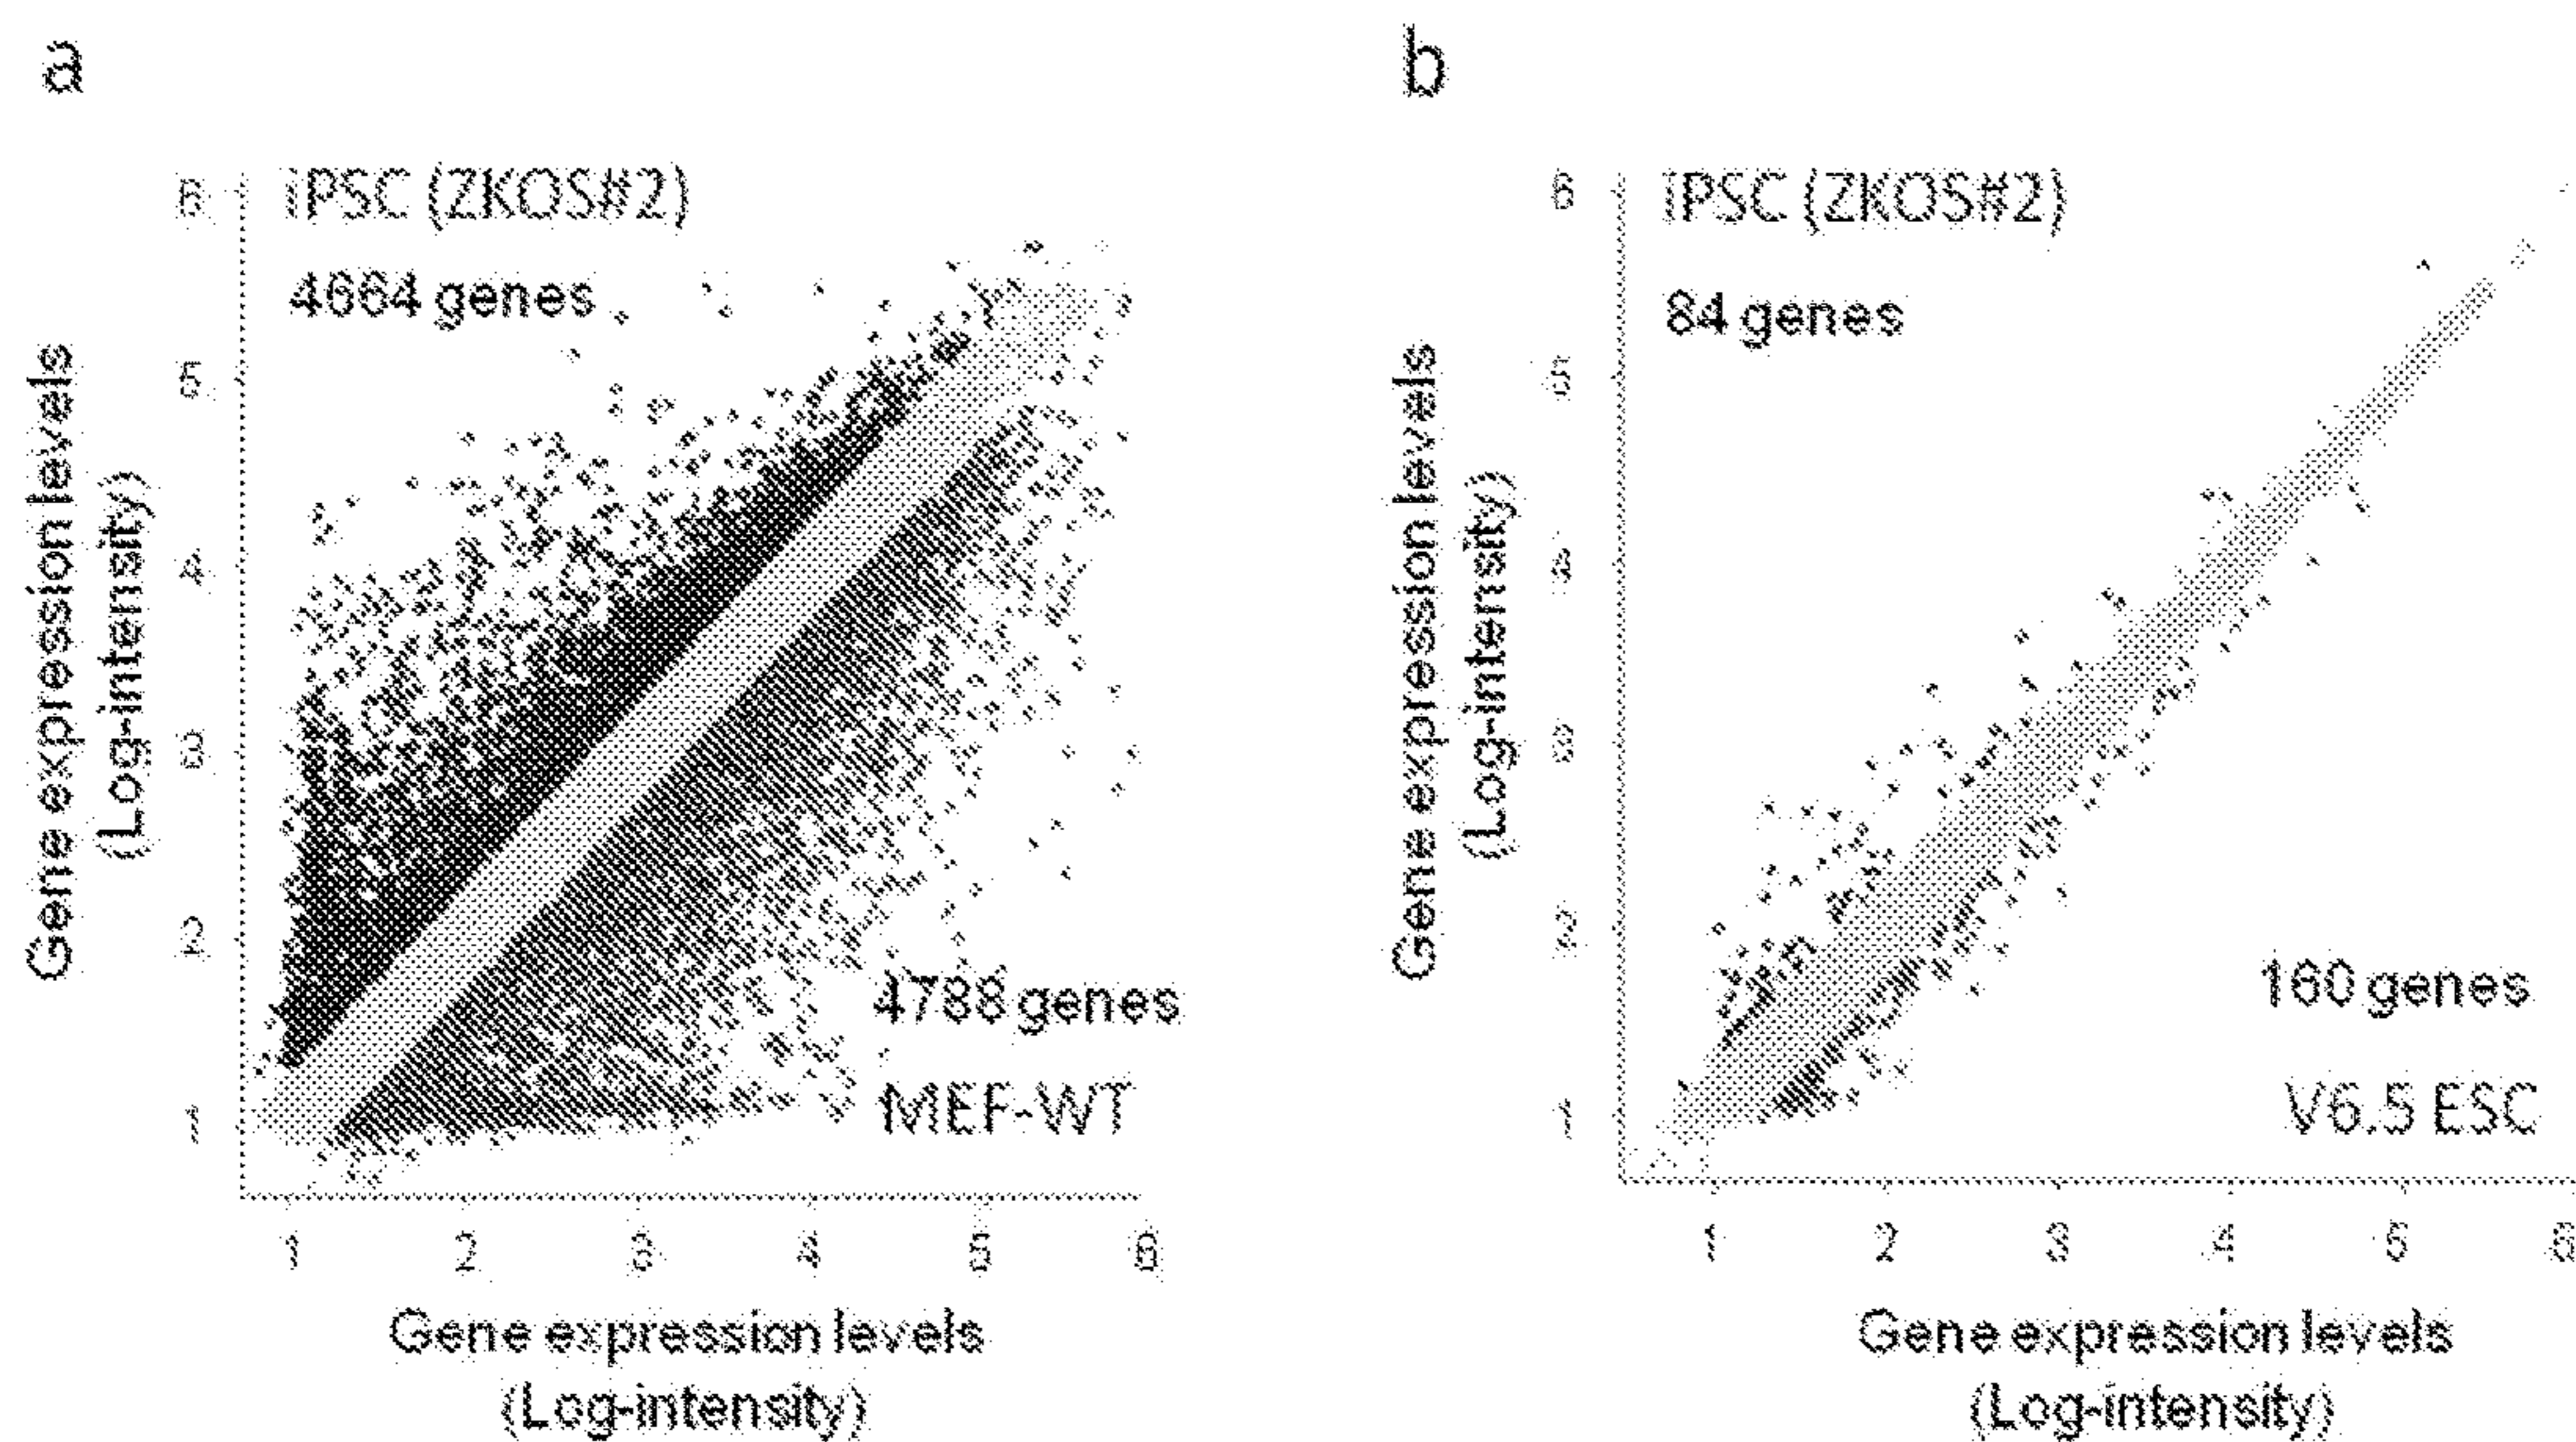 a
iPSC (ZKOS#2)
4664 genes
6
5
4
3
2
1
Gene expression levels
(Log-intensity)
4788 genes
MEF-WT
1 2 3 4 5 6
Gene expression levels
(Log-intensity)
b
iPSC (ZKOS#2)
84 genes
6
5
4
3
2
1
Gene expression levels
(Log-intensity)
160 genes
V6.5 ESC
1 2 3 4 5 6
Gene expression levels
(Log-intensity)